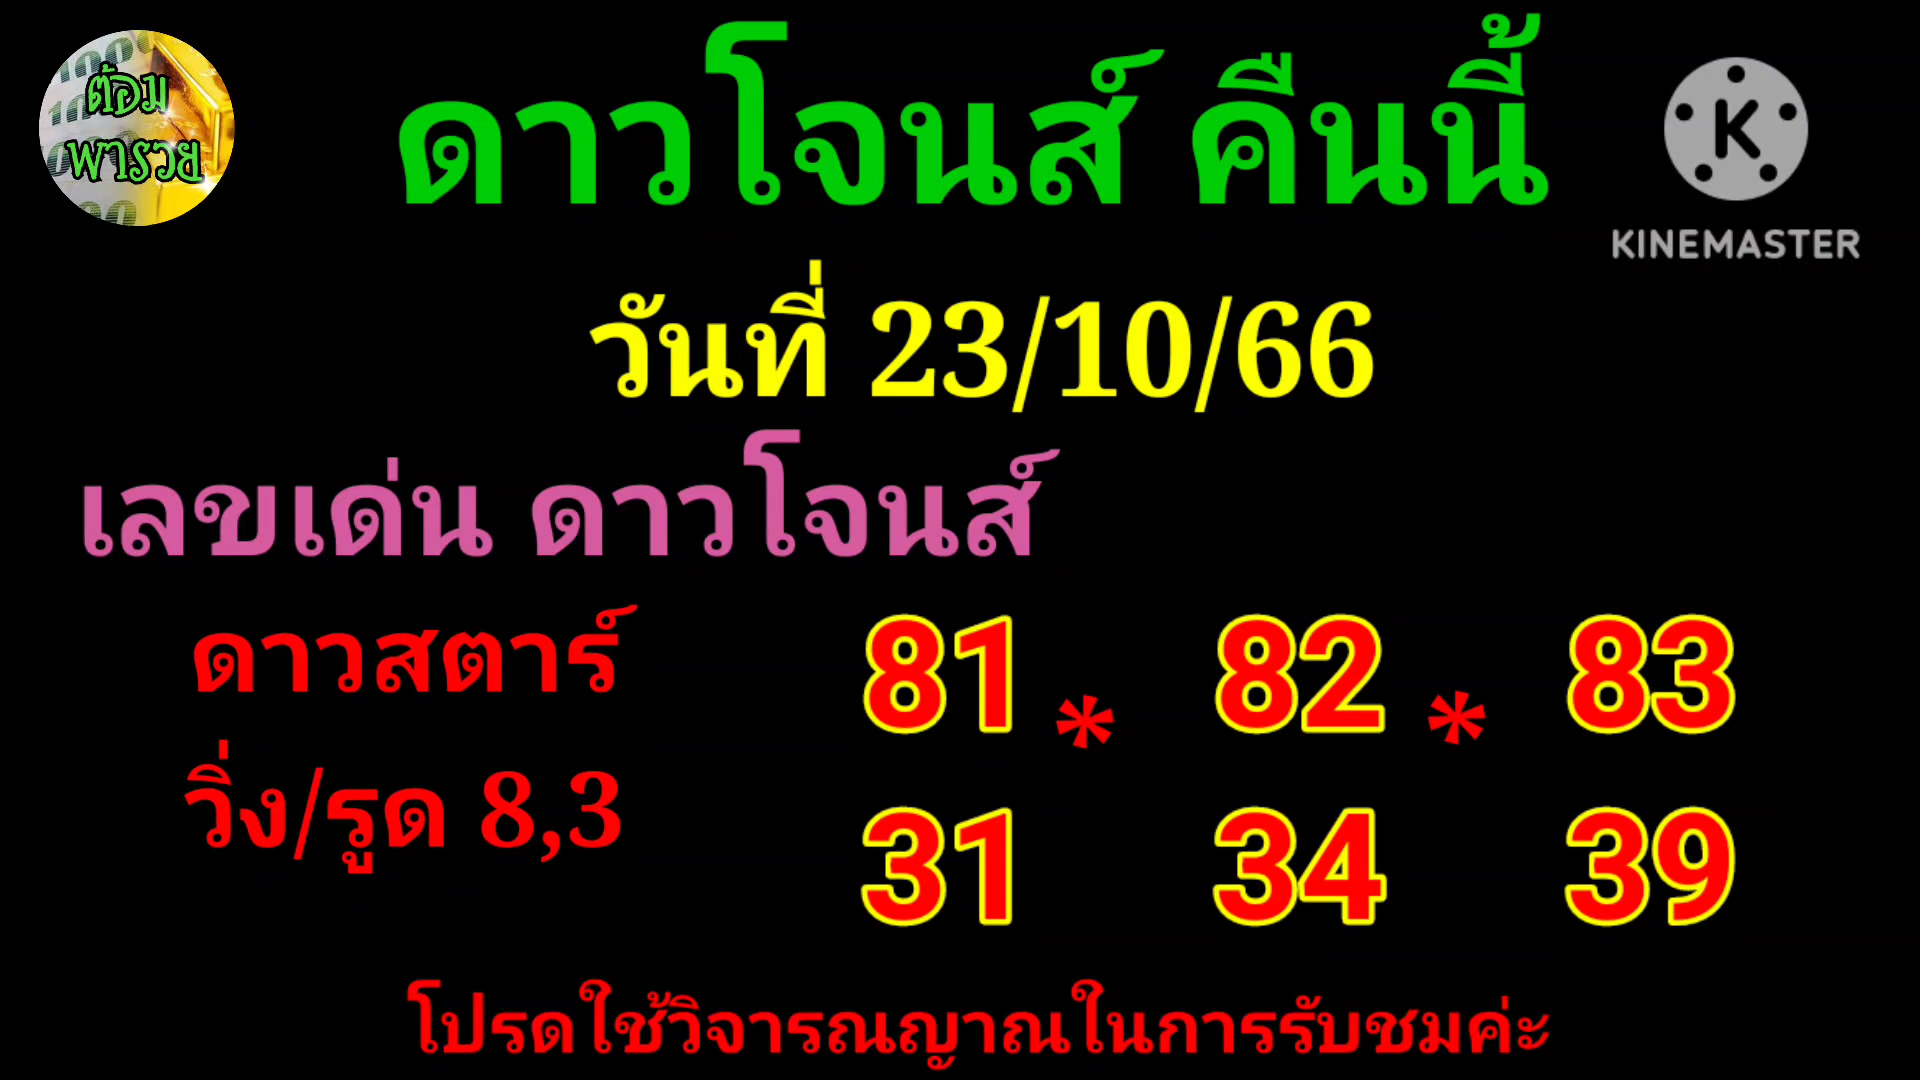 ต้อม
พารวย
ดาวโจนส์ คืนนี้
K
KINEMASTER
วันที่ 23/10/66
เลขเด่น ดาวโจนส์
ดาวสตาร์
81 * 82 * 83
วิ่ง/รูด 8,3
31 34 39
โปรดใช้วิจารณญาณในการรับชมค่ะ